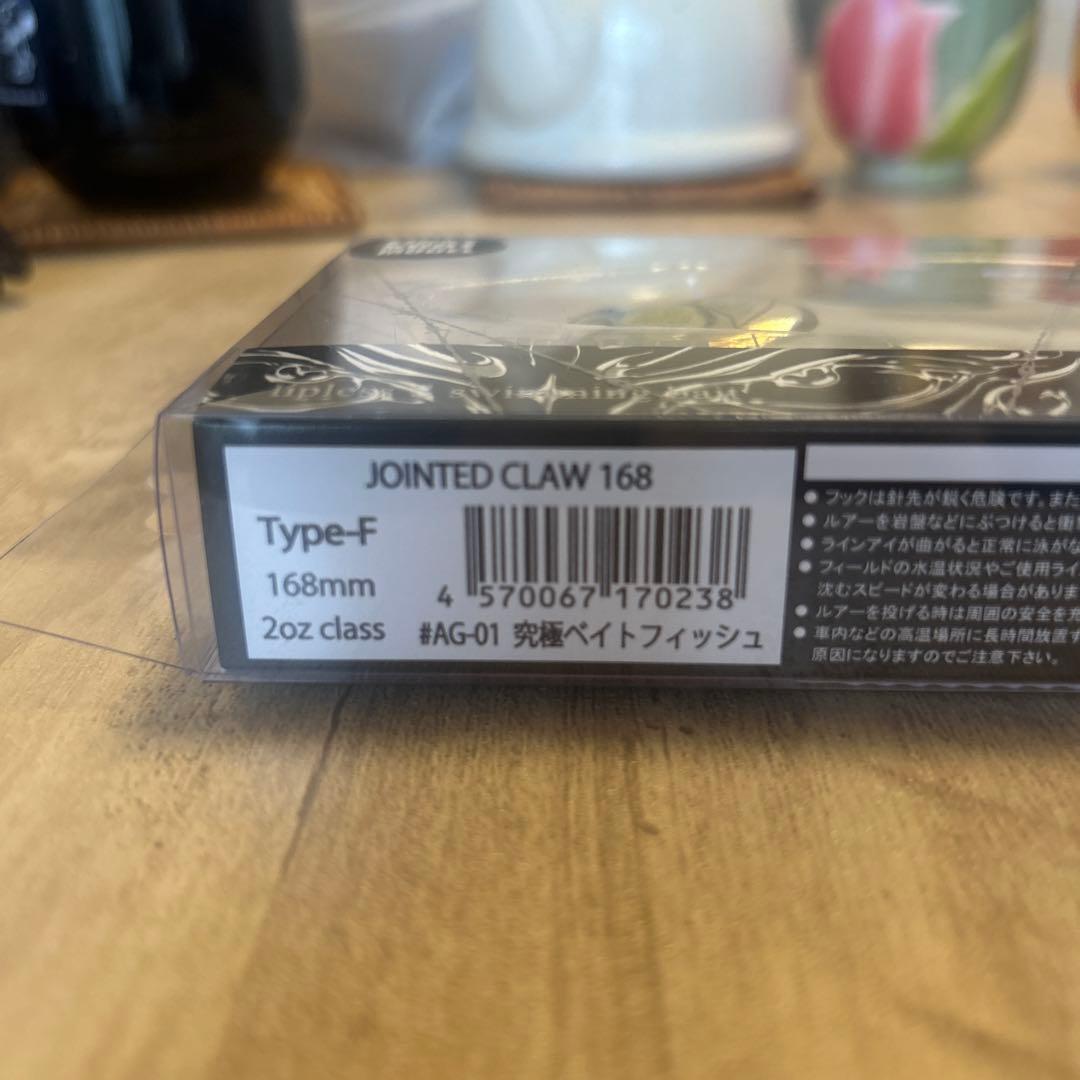 JOINTED CLAW 168
Type-F
168mm
2oz class
4 570067 170238
#AG-01 究極ベイトフィッシュ
● フックは針先が鋭く危険です。また
● ルアーを岩盤などにぶつけると衝
● ラインアイが曲がると正常に泳がな
● フィールドの水温状況やご使用ライ
沈むスピードが変わる場合がありま
● ルアーを投げる時は周囲の安全を充
● 車内などの高温場所に長時間放置す
原因になりますのでご注意下さい。